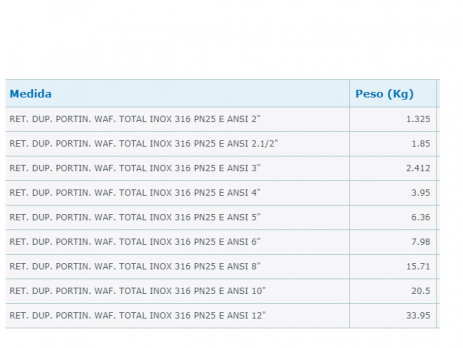 Medida Peso (Kg)
RET. DUP. PORTIN. WAF. TOTAL INOX 316 PN25 E ANSI 2" 1.325
RET. DUP. PORTIN. WAF. TOTAL INOX 316 PN25 E ANSI 2.1/2" 1.85
RET. DUP. PORTIN. WAF. TOTAL INOX 316 PN25 E ANSI 3" 2.412
RET. DUP. PORTIN. WAF. TOTAL INOX 316 PN25 E ANSI 4" 3.95
RET. DUP. PORTIN. WAF. TOTAL INOX 316 PN25 E ANSI 5" 6.36
RET. DUP. PORTIN. WAF. TOTAL INOX 316 PN25 E ANSI 6" 7.98
RET. DUP. PORTIN. WAF. TOTAL INOX 316 PN25 E ANSI 8" 15.71
RET. DUP. PORTIN. WAF. TOTAL INOX 316 PN25 E ANSI 10" 20.5
RET. DUP. PORTIN. WAF. TOTAL INOX 316 PN25 E ANSI 12" 33.95